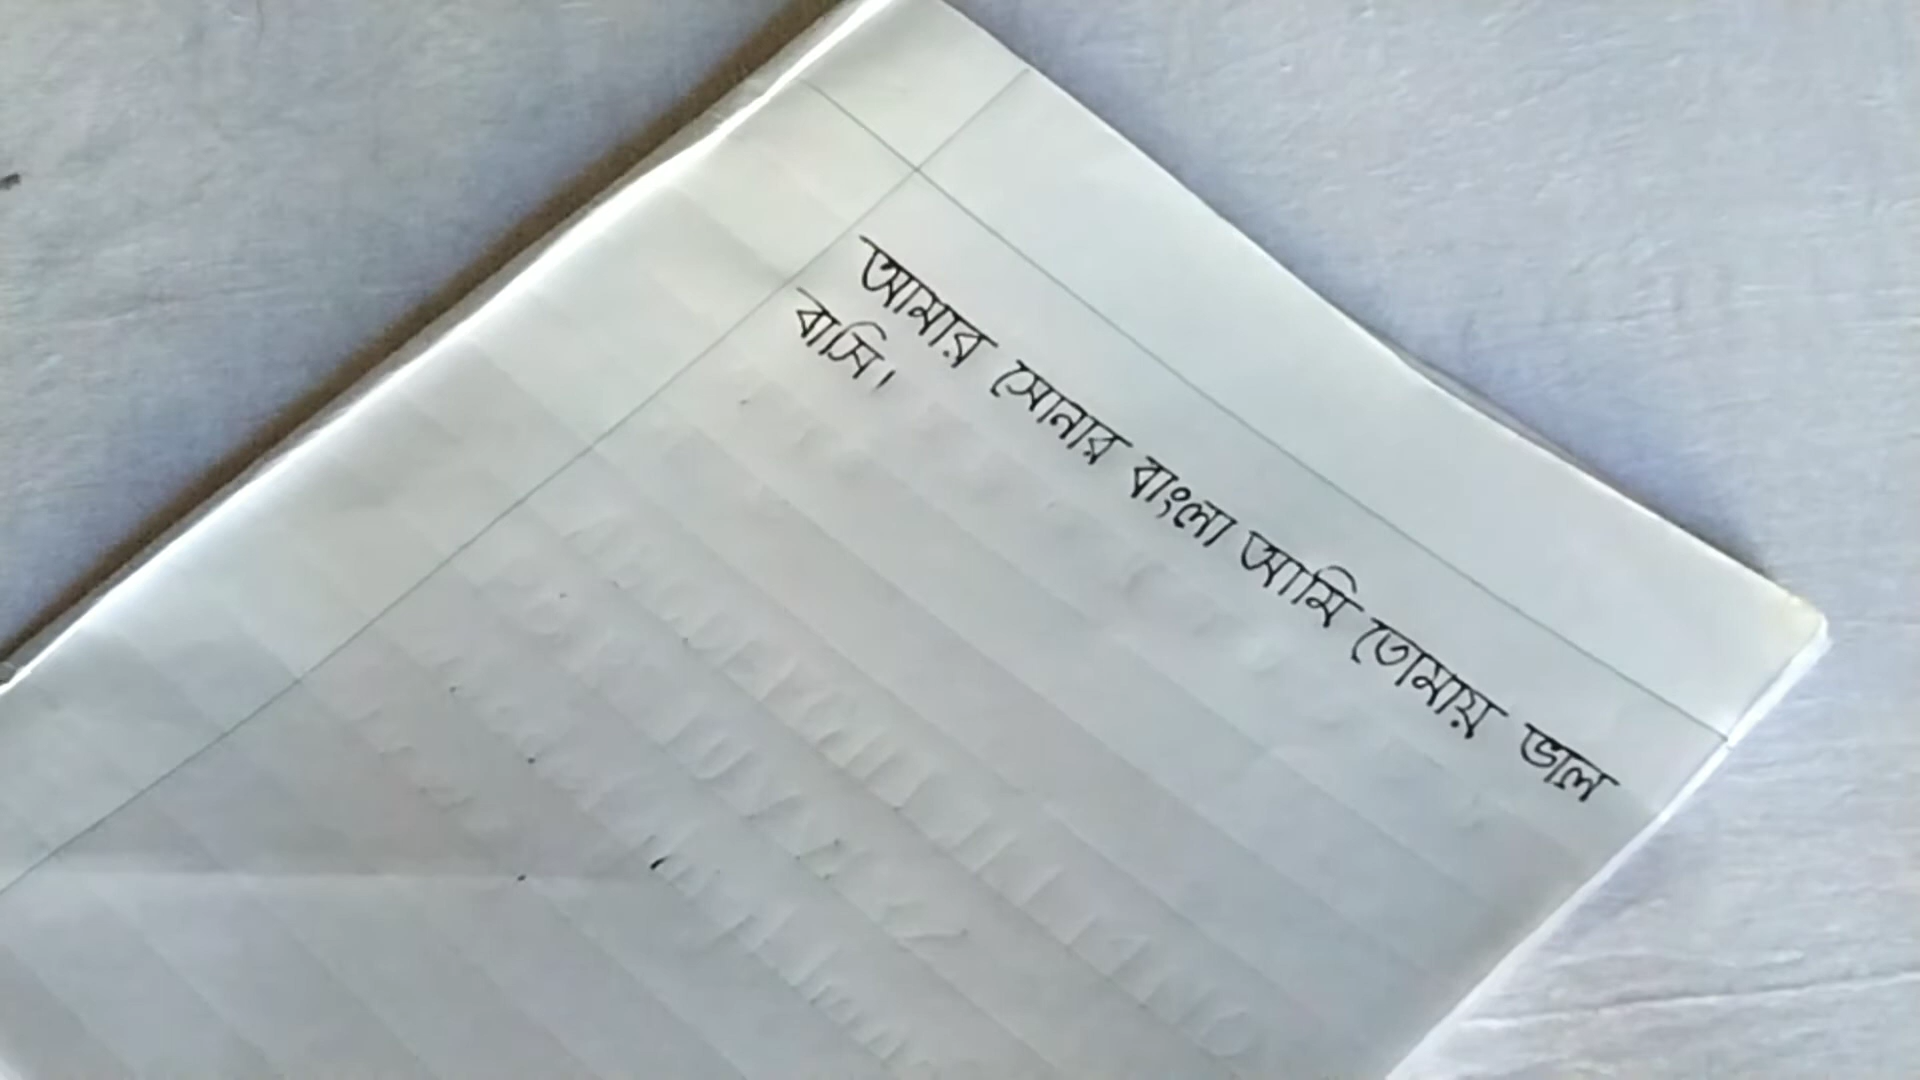 আমার সোনার বাংলা আমি তোমায় ভাল
বাসি।